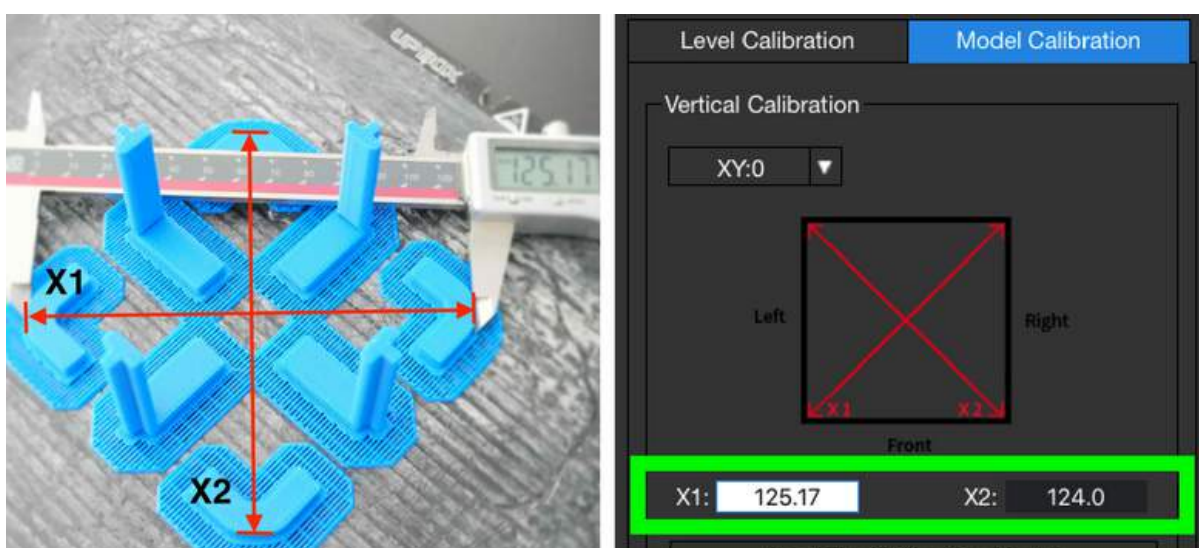 UPBOX
125.17
X1
X2
Level Calibration
Model Calibration
Vertical Calibration
XY:0
Left
Right
X1
X2
Front
X1: 125.17
X2: 124.0